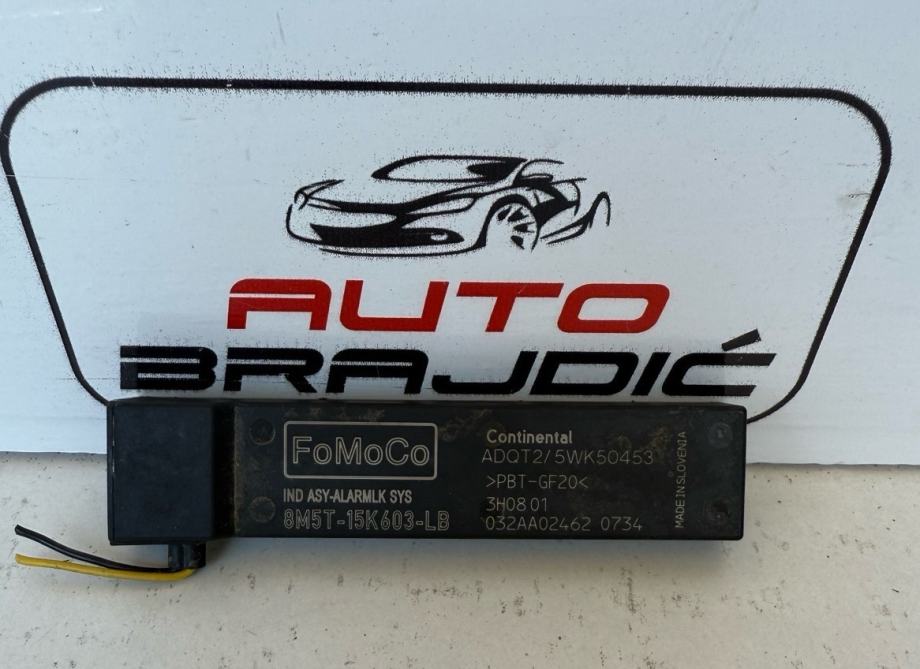 AUTO
BRAJDIĆ
FoMoCo
IND ASY-ALARMLK SYS
8M5T-15K603-LB
Continental
ADQT2/5WK50453
>PBT-GF20<
3H08 01
032AA02462 0734
MADE IN SLOVENIA